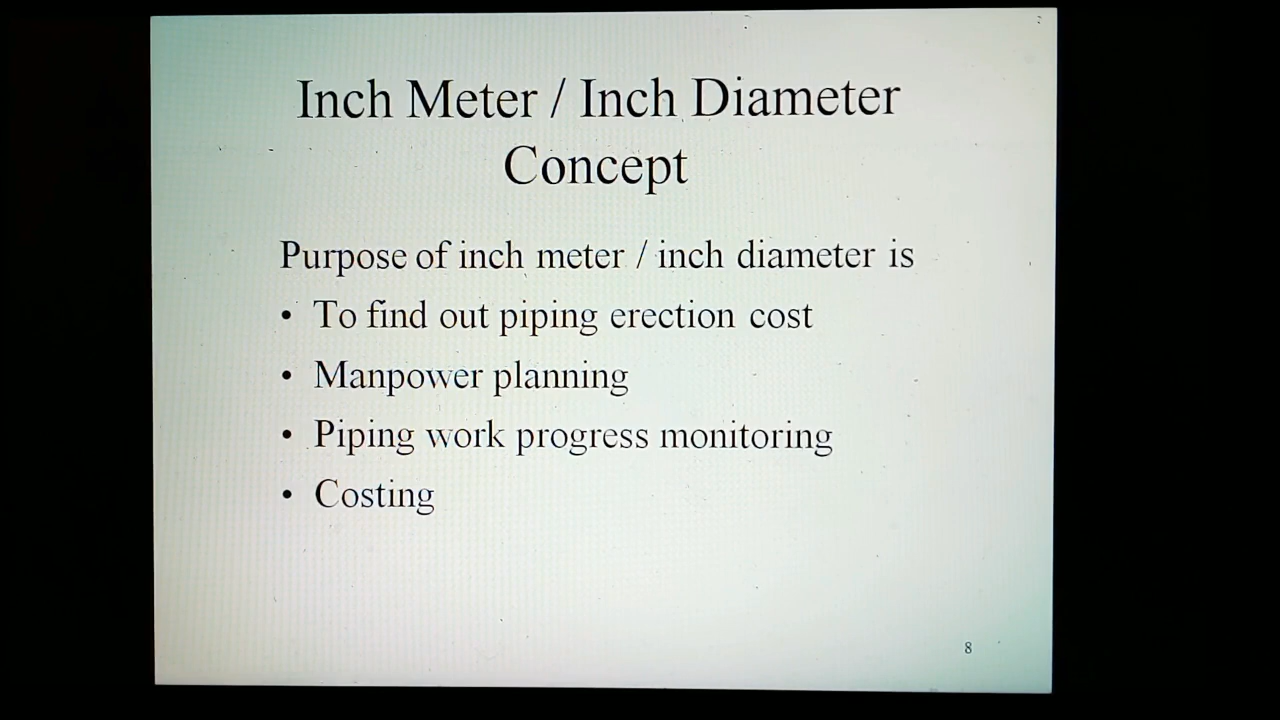 Inch Meter / Inch Diameter
Concept
Purpose of inch meter / inch diameter is
• To find out piping erection cost
• Manpower planning
• Piping work progress monitoring
• Costing
8